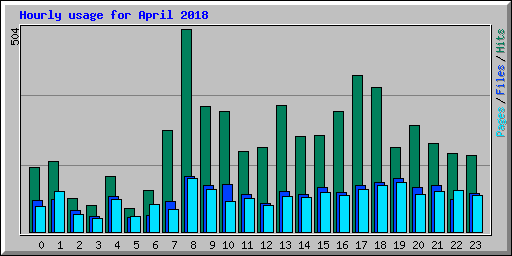 Hourly usage for April 2018
504
Pages/Files/Hits
0 1 2 3 4 5 6 7 8 9 10 11 12 13 14 15 16 17 18 19 20 21 22 23